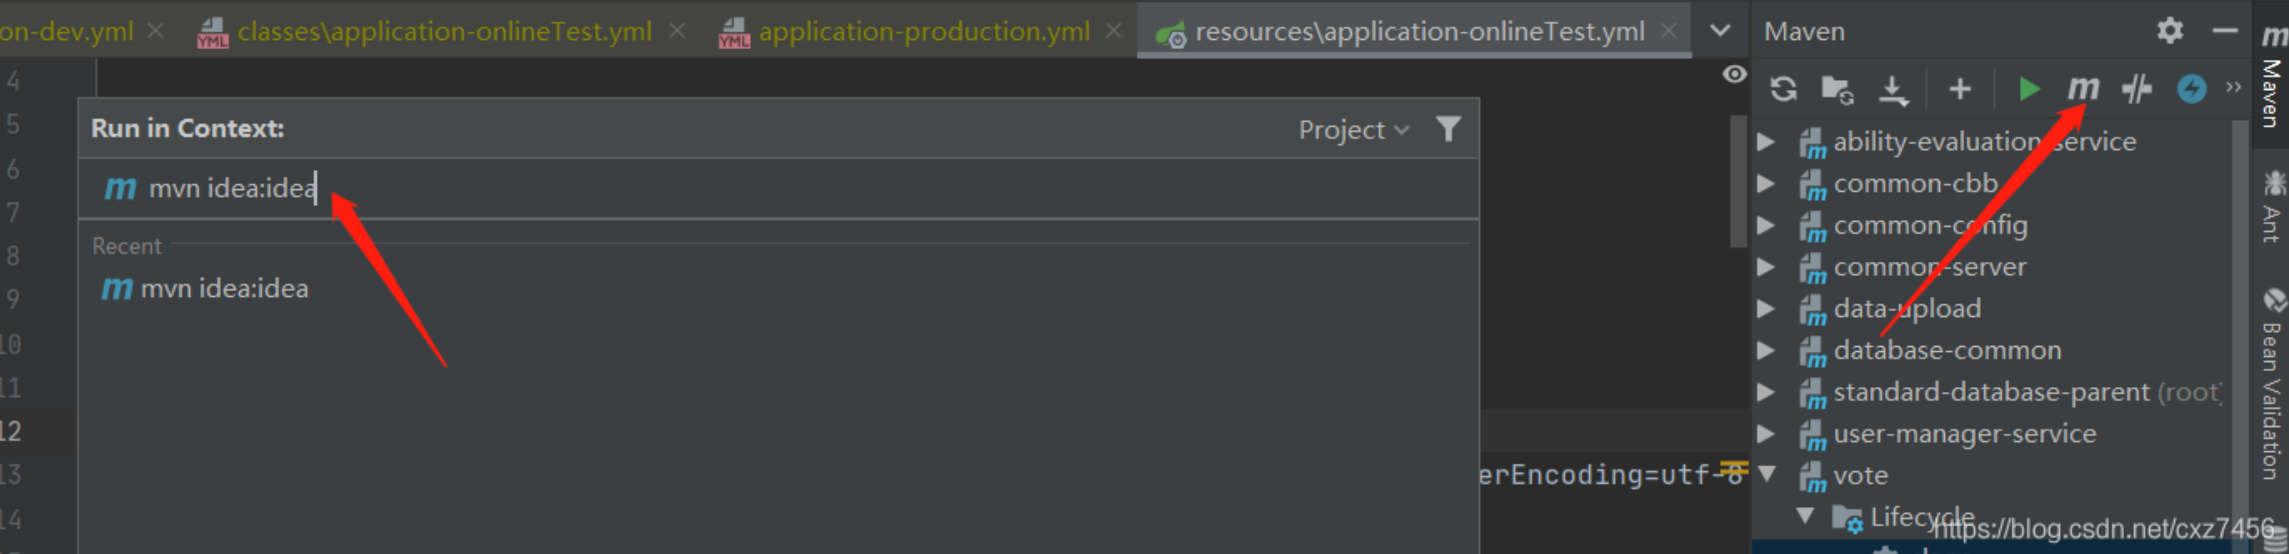 on-dev.yml
classes\application-onlineTest.yml
application-production.yml
resources\application-onlineTest.yml
Maven
4
5
6
7
8
9
10
11
12
13
14
Run in Context:
Project
m mvn idea:idea
Recent
m mvn idea:idea
erEncoding=utf-8
m
ability-evaluation-service
common-cbb
common-config
common-server
data-upload
database-common
standard-database-parent (root)
user-manager-service
vote
Lifecycle
Maven
Ant
Bean Validation
https://blog.csdn.net/cxz7456